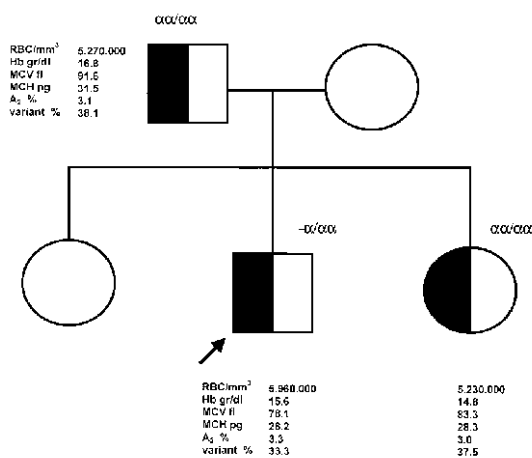 αα/αα
RBC/mm³ 5.270.000
Hb gr/dl 16.8
MCV fl 91.6
MCH pg 31.5
A₂ % 3.1
variant % 38.1
-α/αα
αα/αα
RBC/mm³ 5.960.000 5.230.000
Hb gr/dl 15.6 14.8
MCV fl 78.1 83.3
MCH pg 26.2 28.3
A₂ % 3.3 3.0
variant % 33.3 37.5